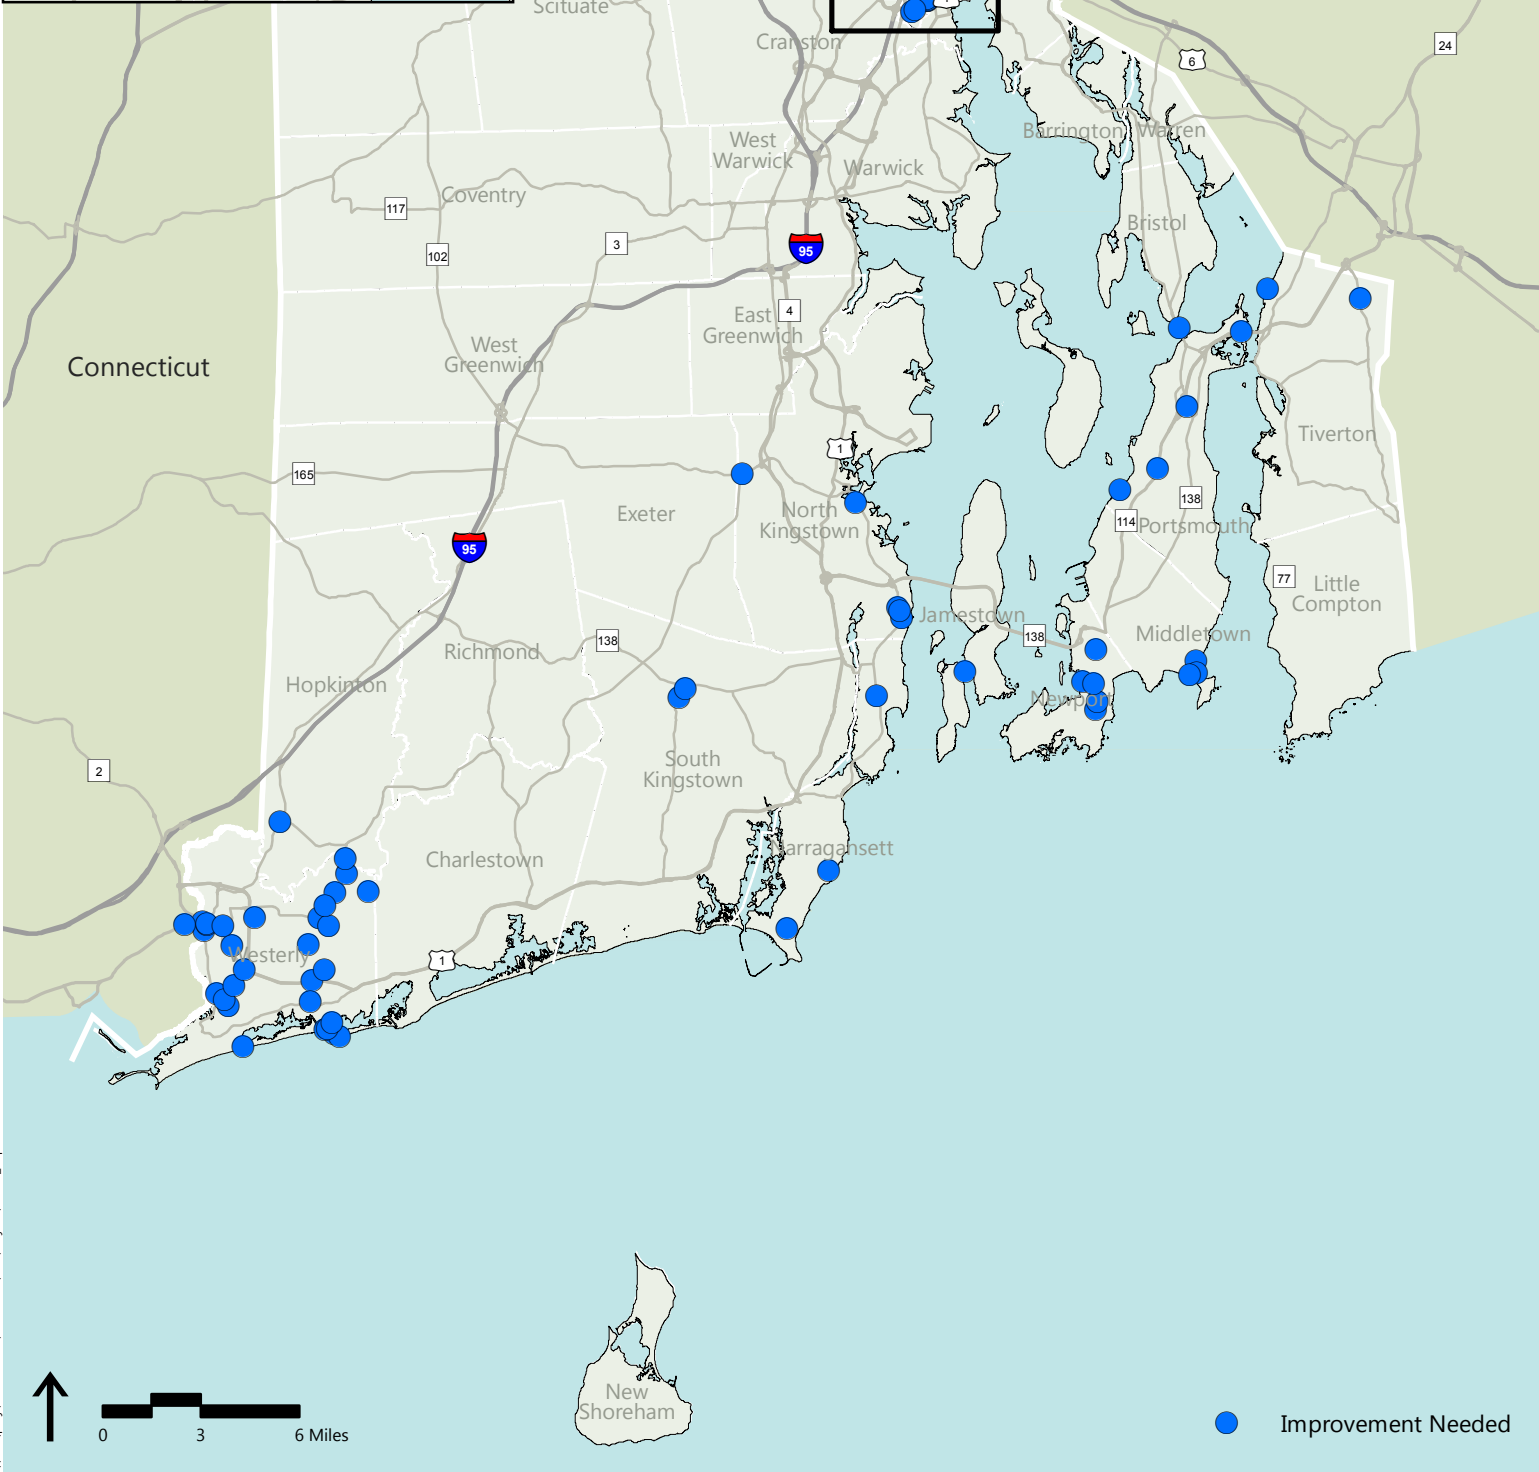 Scituate
Cranston
24
6
Barrington
Warren
West
Warwick
Warwick
Coventry
117
Bristol
3
102
95
4
East
Greenwich
West
Greenwich
Connecticut
Tiverton
1
165
138
North
Kingstown
Exeter
114
Portsmouth
95
77
Little
Compton
Jamestown
138
Middletown
138
Richmond
Hopkinton
Newport
2
South
Kingstown
Narragansett
Charlestown
Westerly
1
New
Shoreham
0
3
6 Miles
Improvement Needed